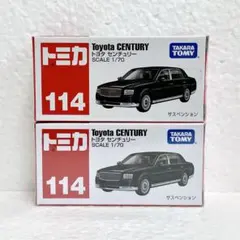 トミカ
114
Toyota CENTURY
トヨタ センチュリー
SCALE 1/70
TAKARA
TOMY
サスペンション
トミカ
114
Toyota CENTURY
トヨタ センチュリー
SCALE 1/70
TAKARA
TOMY
サスペンション